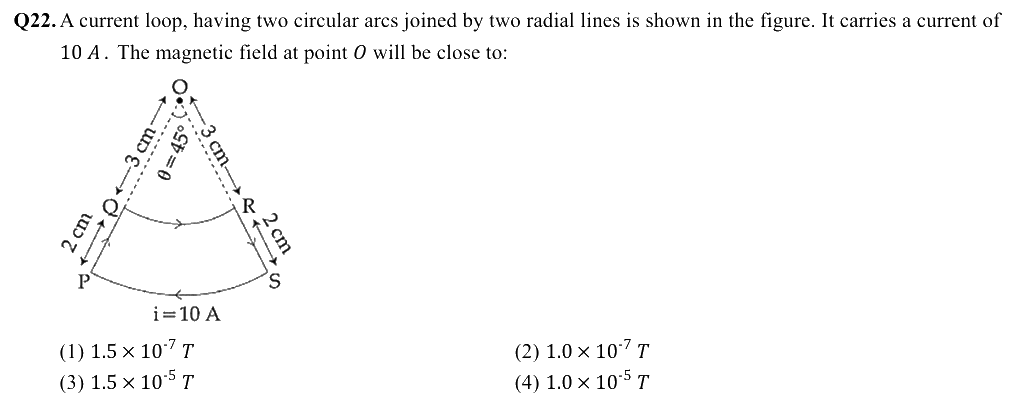 Q22. A current loop, having two circular arcs joined by two radial lines is shown in the figure. It carries a current of
10 A. The magnetic field at point O will be close to:
O
3 cm
θ = 45°
3 cm
Q
R
2 cm
2 cm
P
S
i = 10 A
(1) 1.5 × 10⁻⁷ T
(2) 1.0 × 10⁻⁷ T
(3) 1.5 × 10⁻⁵ T
(4) 1.0 × 10⁻⁵ T